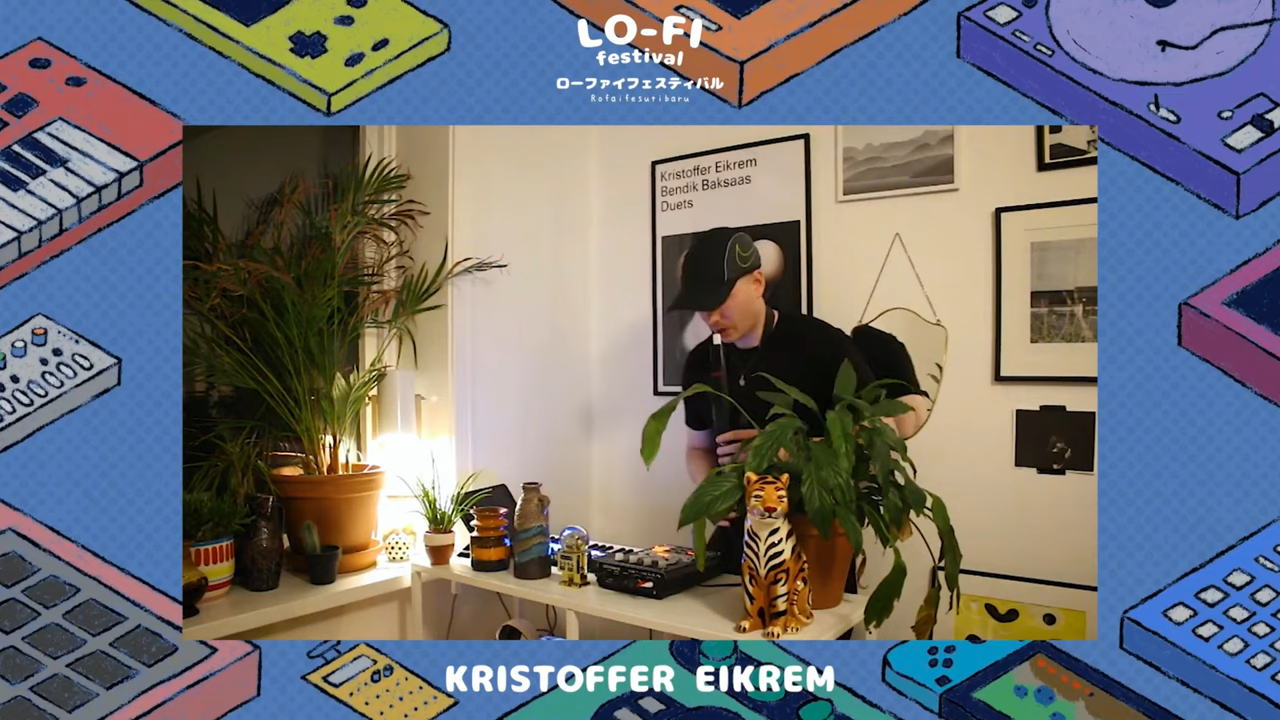 LO-FI
festival
ローファイフェスティバル
Rofaifesutibaru
Kristoffer Eikrem
Bendik Baksaas
Duets
KRISTOFFER EIKREM